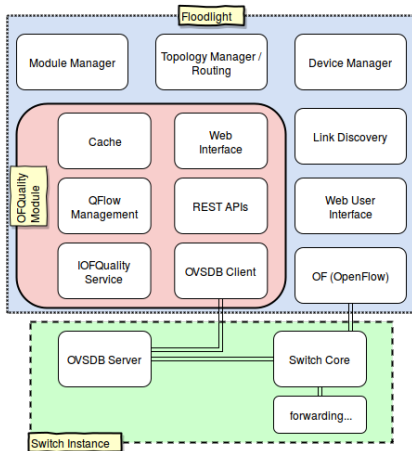 Floodlight
Module Manager
Topology Manager /
Routing
Device Manager
Cache
Web
Interface
Link Discovery
OFQuality
Module
QFlow
Management
REST APIs
Web User
Interface
IOFQuality
Service
OVSDB Client
OF (OpenFlow)
OVSDB Server
Switch Core
forwarding...
Switch Instance